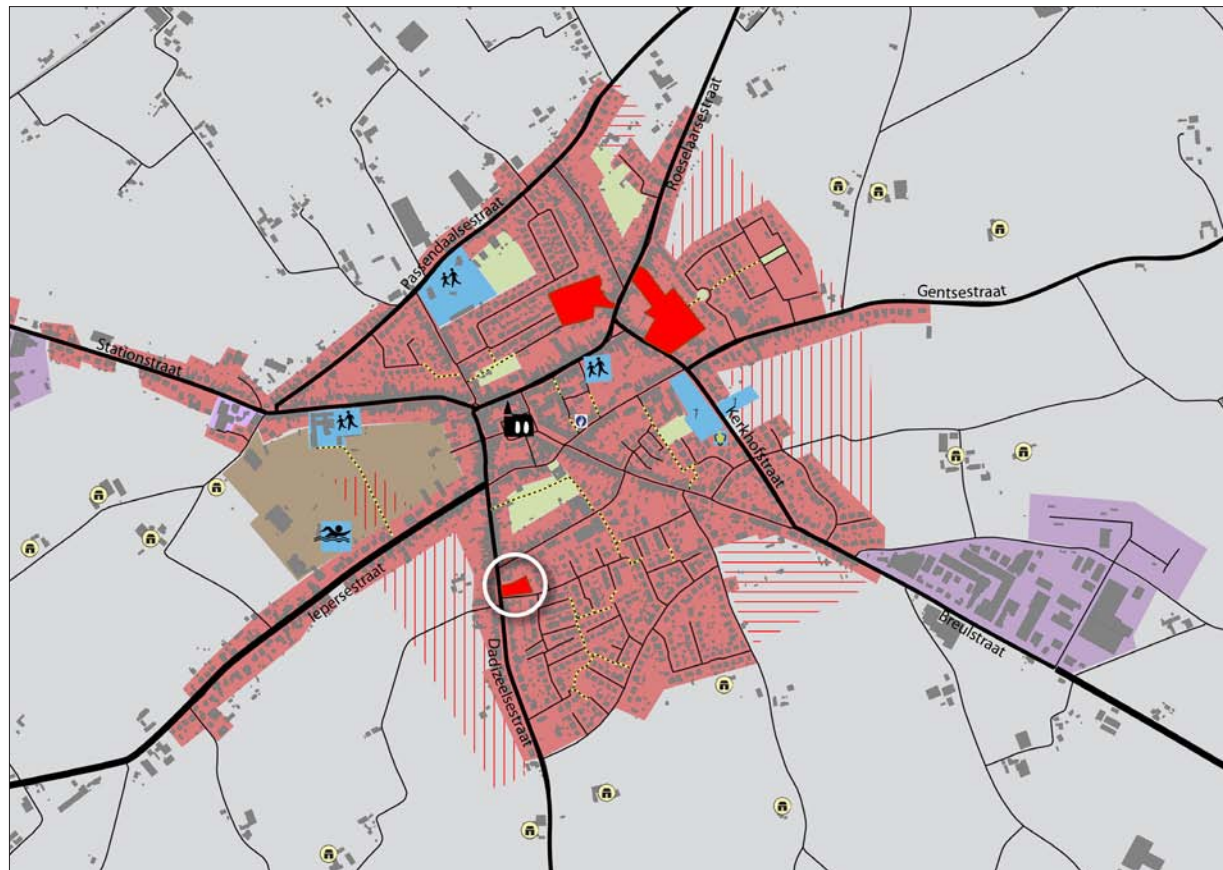 Roeselaarsestraat
Passendaalsestraat
Gentsestraat
Stationstraat
Kerkhofstraat
Iepersestraat
Breulstraat
Dadizeelsestraat